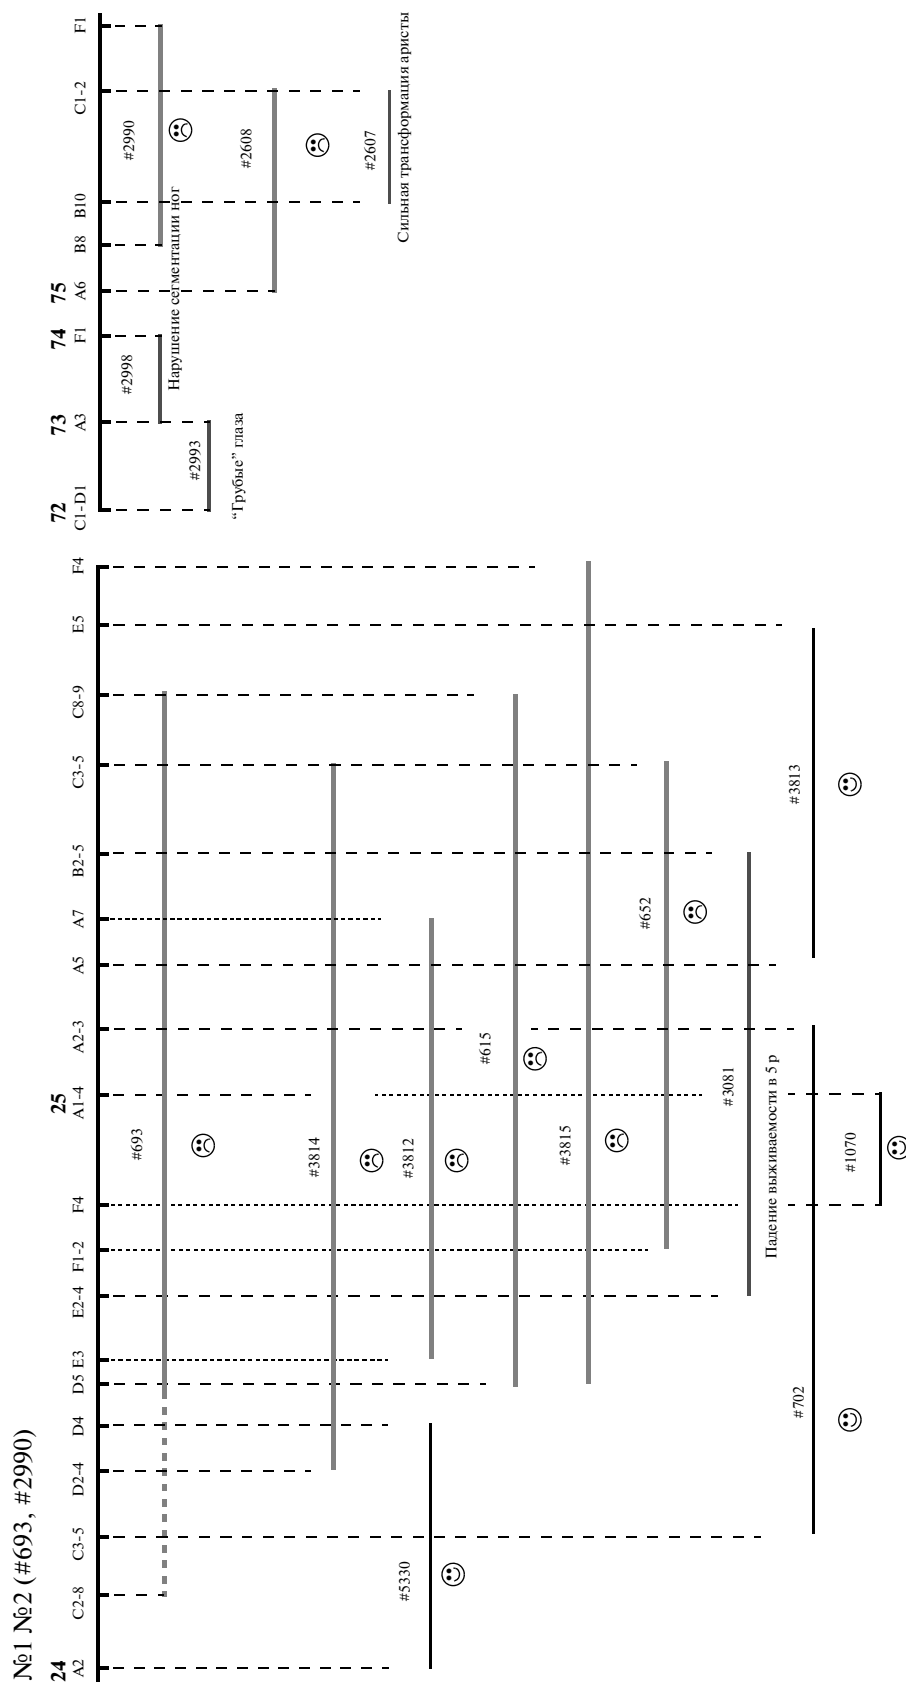 №1 №2 (#693, #2990)
24 25 72 73 74 75
A2 C2-8 C3-5 D2-4 D4 D5 E3 E2-4 F1-2 F4 A1-4 A2-3 A5 A7 B2-5 C3-5 C8-9 E5 F4
C1-D1 A3 F1 A6 B8 B10 C1-2 F1
#693
#3814
#5330
#3812
#615
#3815
#652
#3081
Падение выживаемости в 5 р
#702
#3813
#1070
#2998
#2990
Нарушение сегментации ног
#2993
“Грубые” глаза
#2608
#2607
Сильная трансформация аристы